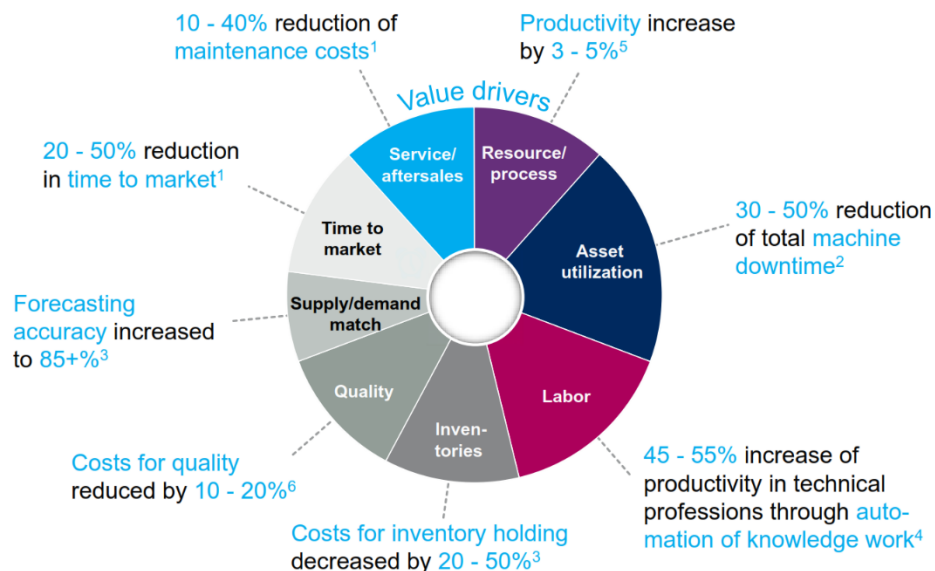 10 - 40% reduction of
maintenance costs¹
Productivity increase
by 3 - 5%⁵
Value drivers
20 - 50% reduction
in time to market¹
Service/
aftersales
Resource/
process
30 - 50% reduction
of total machine
downtime²
Time to
market
Asset
utilization
Forecasting
accuracy increased
to 85+%³
Supply/demand
match
Quality
Labor
Inven-
tories
Costs for quality
reduced by 10 - 20%⁶
45 - 55% increase of
productivity in technical
professions through auto-
mation of knowledge work⁴
Costs for inventory holding
decreased by 20 - 50%³